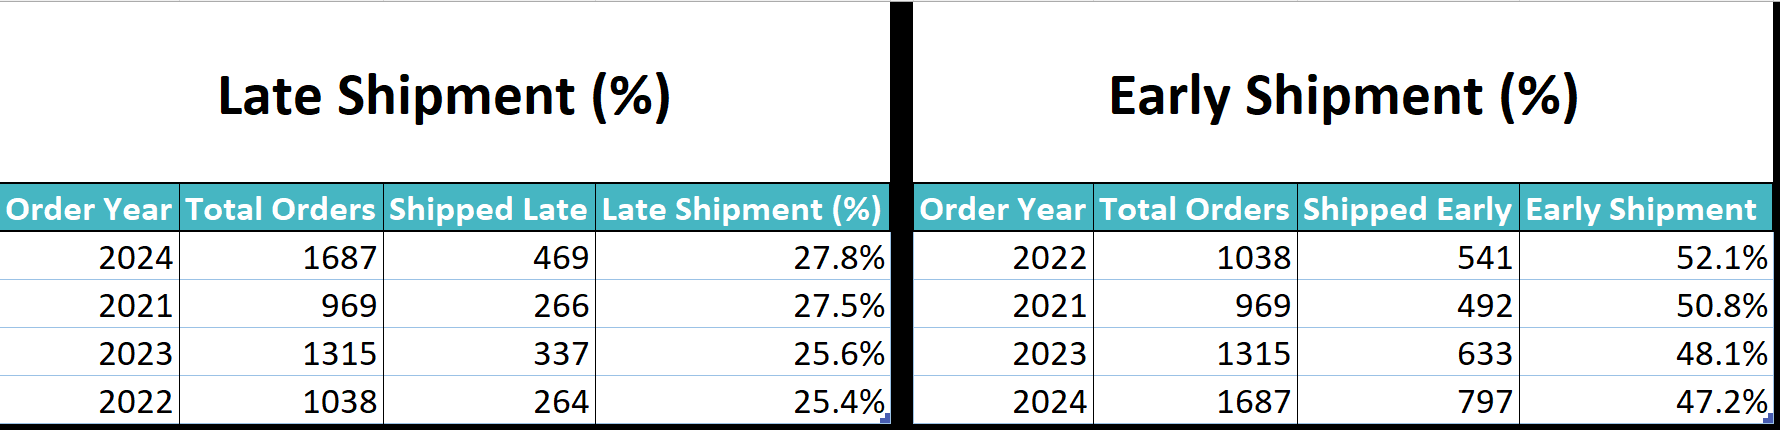 Late Shipment (%)
Order Year Total Orders Shipped Late Late Shipment (%)
2024 1687 469 27.8%
2021 969 266 27.5%
2023 1315 337 25.6%
2022 1038 264 25.4%
Early Shipment (%)
Order Year Total Orders Shipped Early Early Shipment
2022 1038 541 52.1%
2021 969 492 50.8%
2023 1315 633 48.1%
2024 1687 797 47.2%